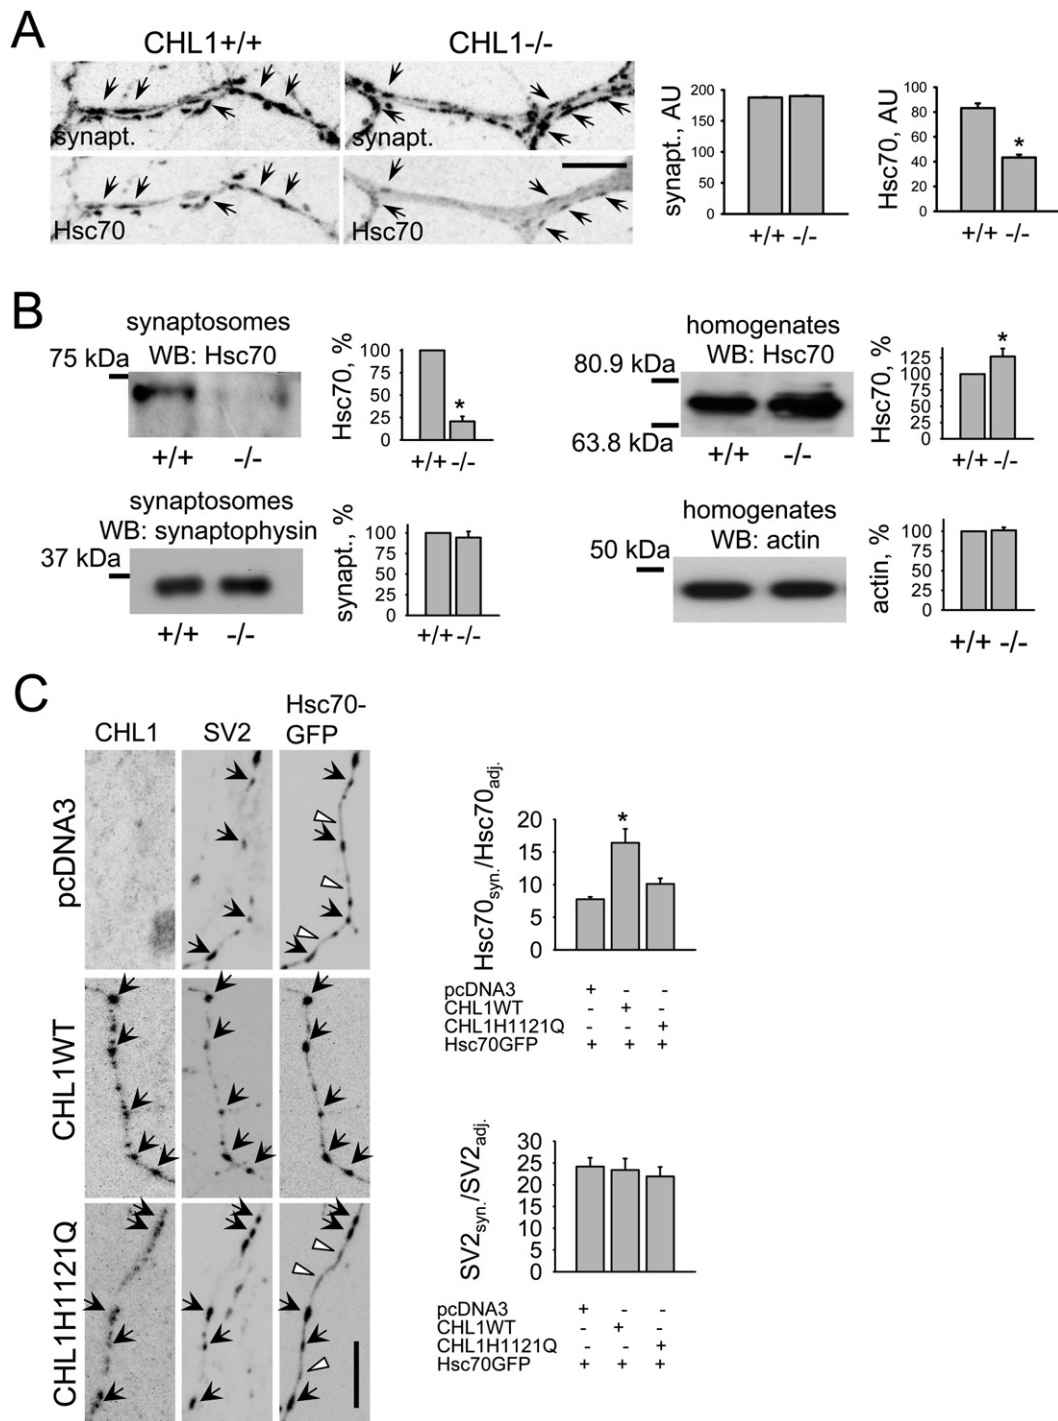 A
CHL1+/+
CHL1-/-
synapt.
synapt.
Hsc70
Hsc70
synapt., AU
200
150
100
50
0
+/+ -/-
Hsc70, AU
100
80
60
40
20
0
*
+/+ -/-
B
synaptosomes
WB: Hsc70
75 kDa
+/+ -/-
Hsc70, %
100
75
50
25
0
*
+/+ -/-
homogenates
WB: Hsc70
80.9 kDa
63.8 kDa
+/+ -/-
Hsc70, %
125
100
75
50
25
0
*
+/+ -/-
synaptosomes
WB: synaptophysin
37 kDa
+/+ -/-
synapt., %
100
75
50
25
0
+/+ -/-
homogenates
WB: actin
50 kDa
+/+ -/-
actin, %
100
75
50
25
0
+/+ -/-
C
CHL1
SV2
Hsc70-
GFP
pcDNA3
CHL1WT
CHL1H1121Q
Hsc70syn./Hsc70adj.
20
15
10
5
0
*
pcDNA3 + - -
CHL1WT - + -
CHL1H1121Q - - +
Hsc70GFP + + +
SV2syn./SV2adj.
30
25
20
15
10
5
0
pcDNA3 + - -
CHL1WT - + -
CHL1H1121Q - - +
Hsc70GFP + + +